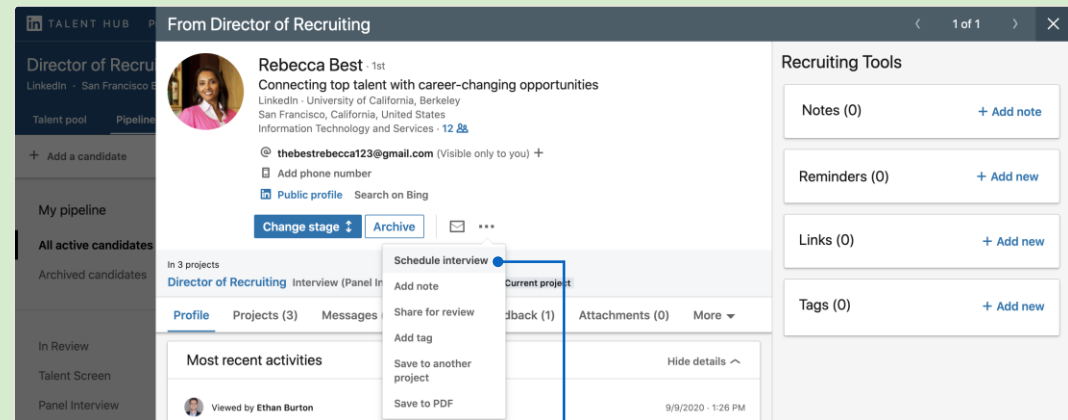 in TALENT HUB P
From Director of Recruiting
1 of 1
Director of Recru
LinkedIn · San Francisco
Talent pool Pipeline
+ Add a candidate
My pipeline
All active candidates
Archived candidates
In Review
Talent Screen
Panel Interview
Rebecca Best · 1st
Connecting top talent with career-changing opportunities
LinkedIn · University of California, Berkeley
San Francisco, California, United States
Information Technology and Services · 12
@ thebestrebecca123@gmail.com (Visible only to you) +
Add phone number
in Public profile Search on Bing
Change stage Archive
In 3 projects
Director of Recruiting Interview (Panel In Current project
Schedule interview
Add note
Share for review
Add tag
Save to another
project
Save to PDF
Profile Projects (3) Messages dback (1) Attachments (0) More
Most recent activities Hide details
Viewed by Ethan Burton 9/9/2020 - 1:26 PM
Recruiting Tools
Notes (0) + Add note
Reminders (0) + Add new
Links (0) + Add new
Tags (0) + Add new